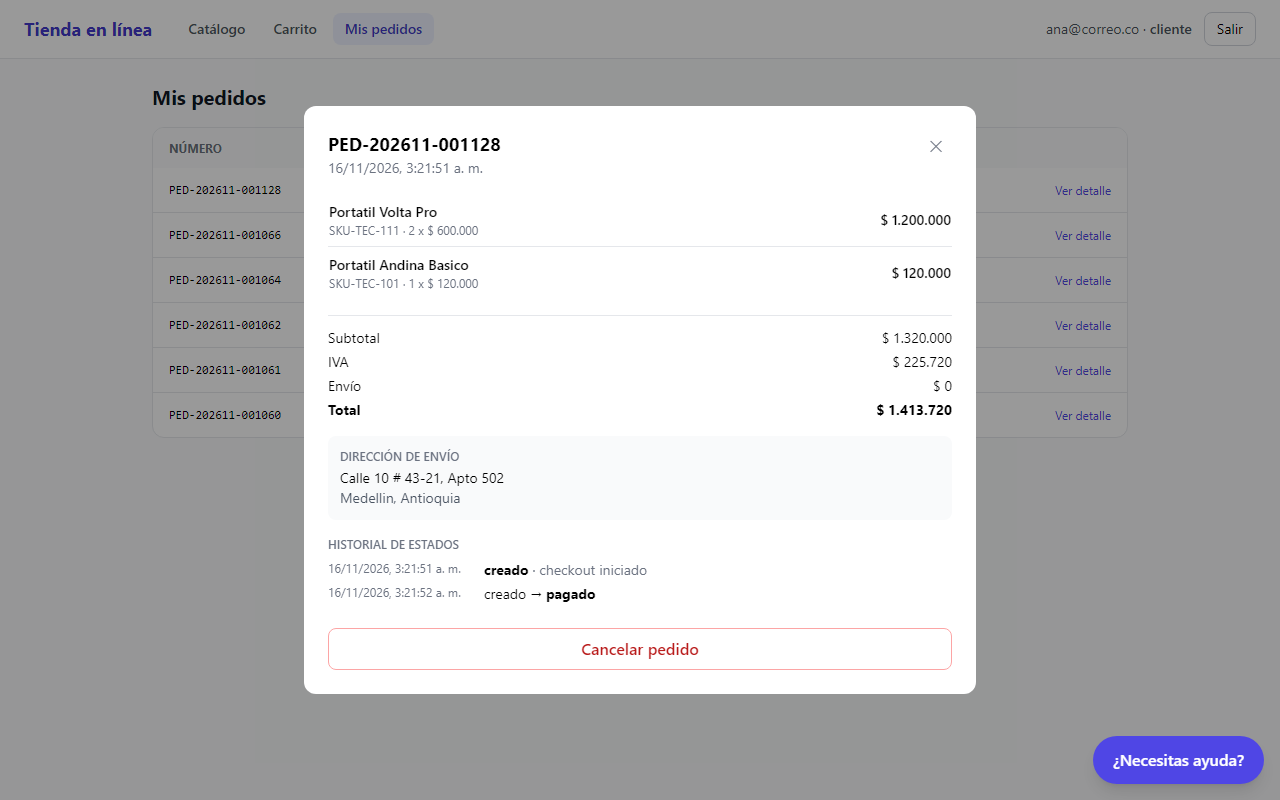 Tienda en línea
Catálogo
Carrito
Mis pedidos
ana@correo.co · cliente
Salir
Mis pedidos
NÚMERO
PED-202611-001128
Ver detalle
PED-202611-001066
Ver detalle
PED-202611-001064
Ver detalle
PED-202611-001062
Ver detalle
PED-202611-001061
Ver detalle
PED-202611-001060
Ver detalle
PED-202611-001128
16/11/2026, 3:21:51 a. m.
Portatil Volta Pro
SKU-TEC-111 · 2 x $ 600.000
$ 1.200.000
Portatil Andina Basico
SKU-TEC-101 · 1 x $ 120.000
$ 120.000
Subtotal $ 1.320.000
IVA $ 225.720
Envío $ 0
Total $ 1.413.720
DIRECCIÓN DE ENVÍO
Calle 10 # 43-21, Apto 502
Medellin, Antioquia
HISTORIAL DE ESTADOS
16/11/2026, 3:21:51 a. m. creado · checkout iniciado
16/11/2026, 3:21:52 a. m. creado → pagado
Cancelar pedido
¿Necesitas ayuda?